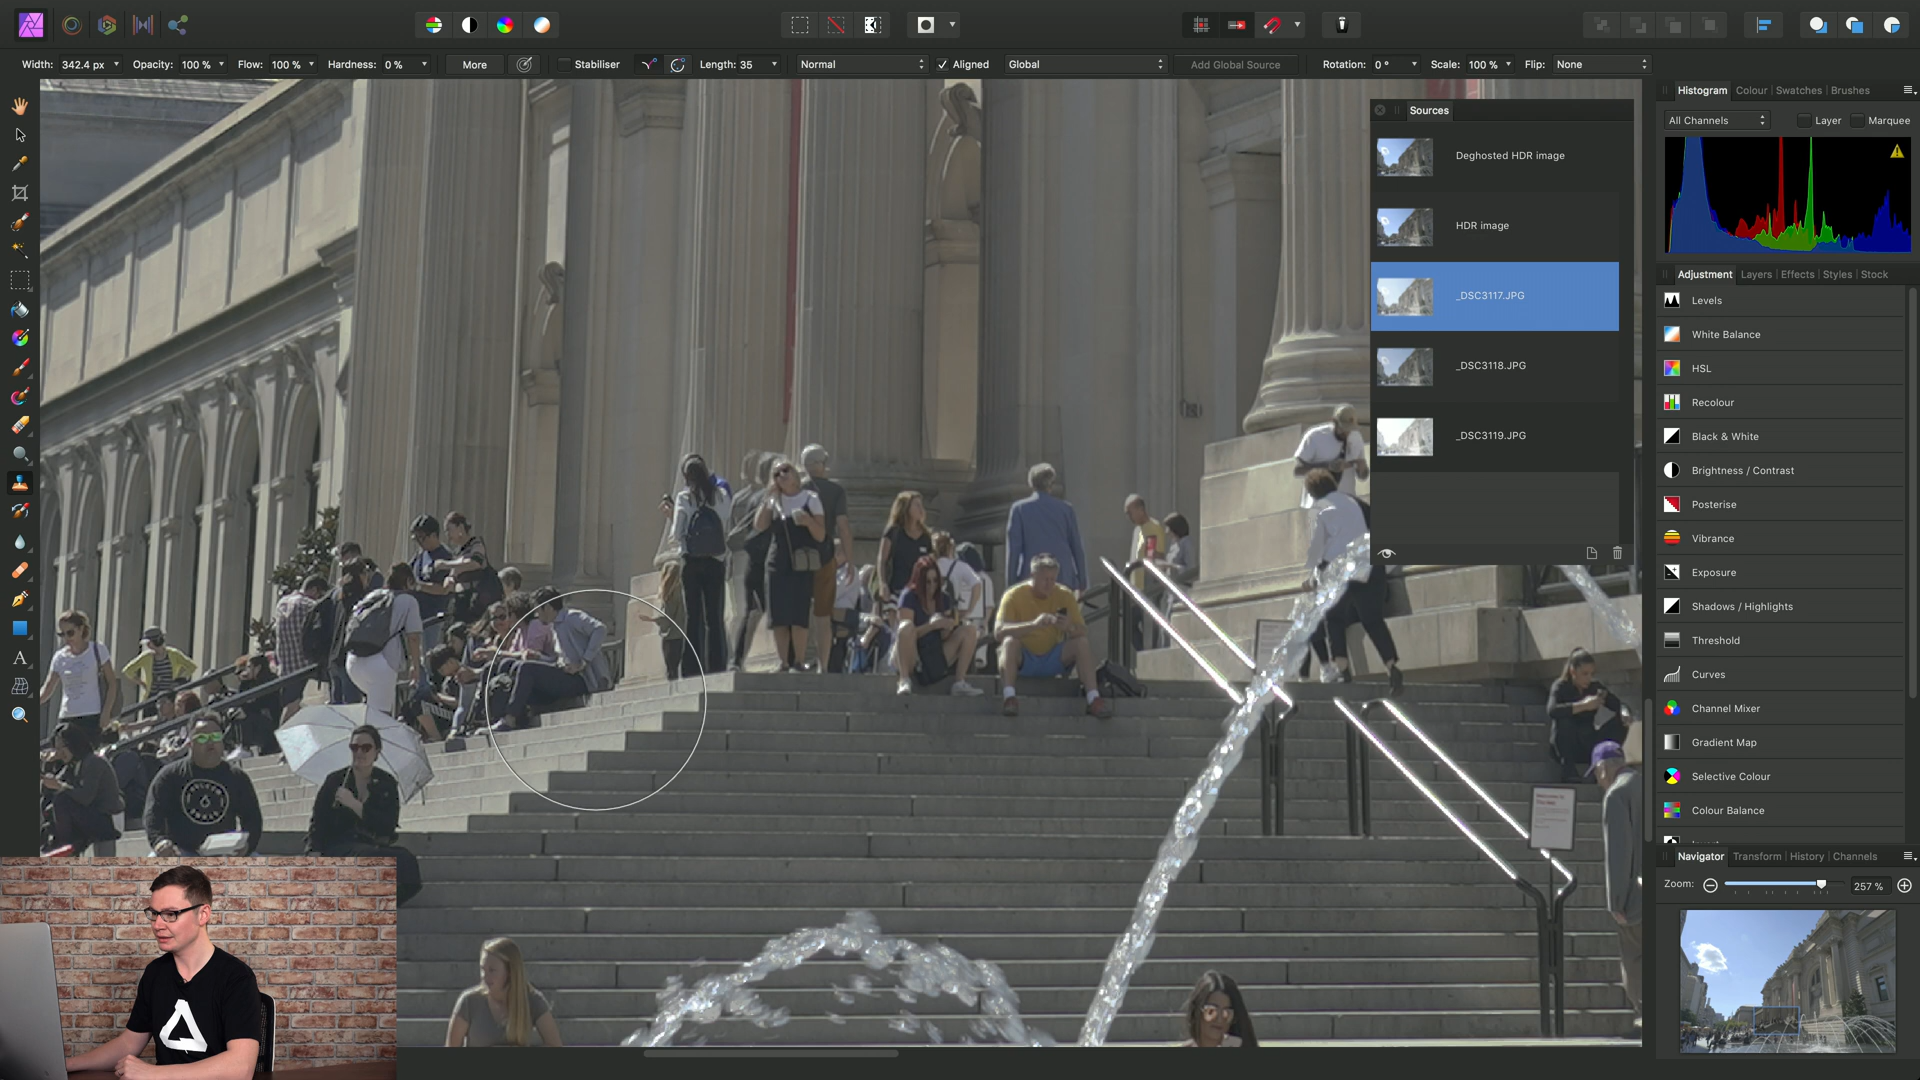 Width: 342.4 px Opacity: 100 % Flow: 100 % Hardness: 0 % More Stabiliser Length: 35 Normal Aligned Global Add Global Source Rotation: 0 ° Scale: 100 % Flip: None
Sources
Deghosted HDR image
HDR image
_DSC3117.JPG
_DSC3118.JPG
_DSC3119.JPG
Histogram Colour Swatches Brushes
All Channels Layer Marquee
Adjustment Layers Effects Styles Stock
Levels
White Balance
HSL
Recolour
Black & White
Brightness / Contrast
Posterise
Vibrance
Exposure
Shadows / Highlights
Threshold
Curves
Channel Mixer
Gradient Map
Selective Colour
Colour Balance
Navigator Transform History Channels
Zoom: 257 %